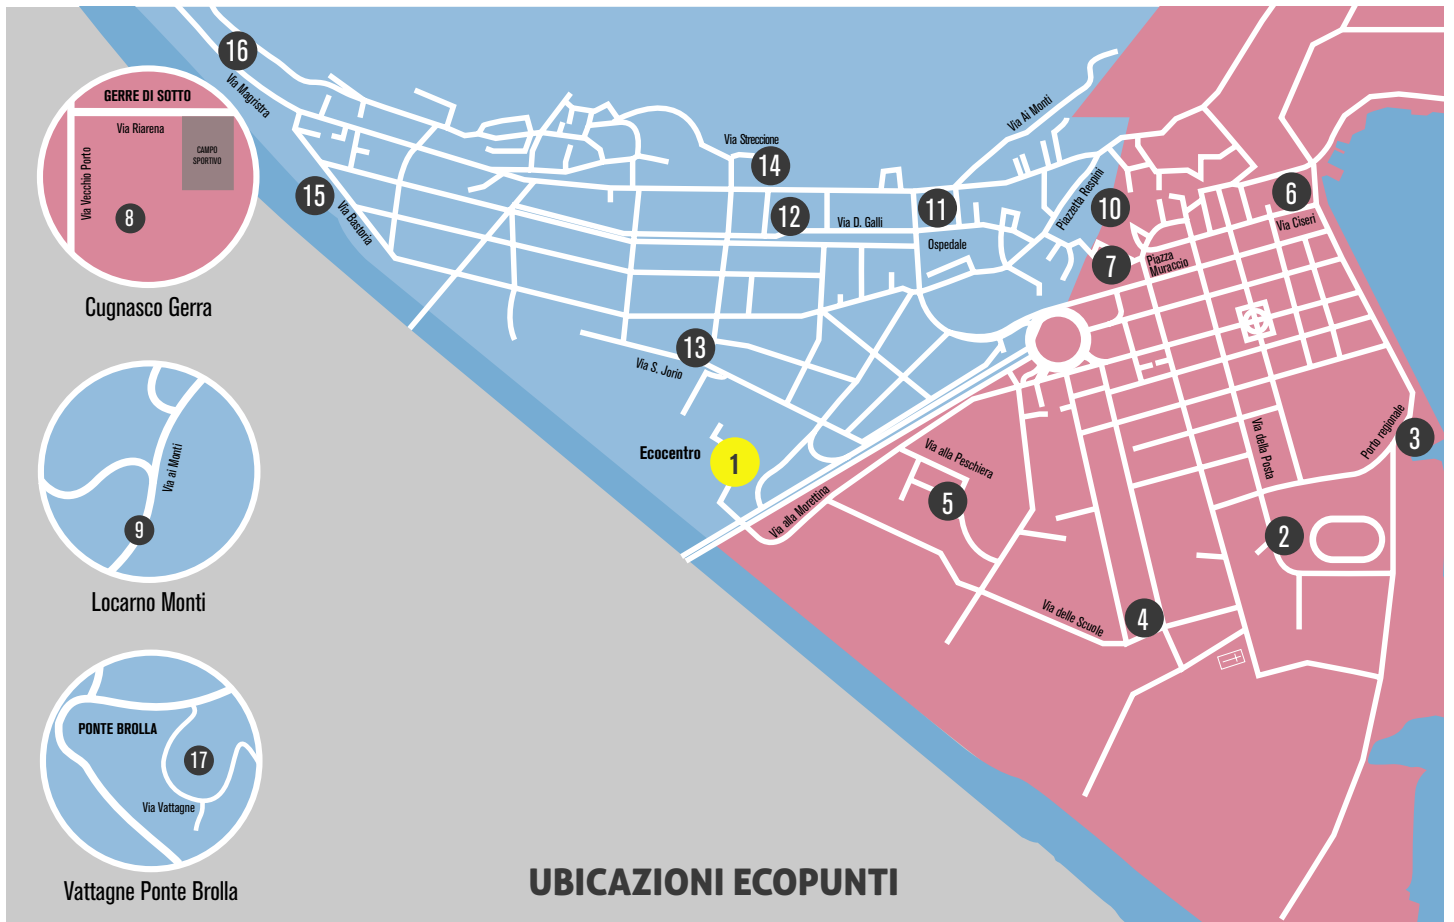 16
Via Magristra
GERRE DI SOTTO
Via Riarena
CAMPO
SPORTIVO
Via Vecchio Porto
8
Cugnasco Gerra
15
Via Bastoria
Via Streccione
14
12
Via D. Galli
11
Ospedale
Via Ai Monti
Piazzetta Respini
10
6
Via Ciseri
7
Piazza
Muraccio
13
Via S. Jorio
Ecocentro
1
Via ai Monti
9
Locarno Monti
Via alla Peschiera
5
Via alla Morettina
Via della Posta
Porto regionale
3
2
Via delle Scuole
4
PONTE BROLLA
17
Via Vattagne
Vattagne Ponte Brolla
UBICAZIONI ECOPUNTI